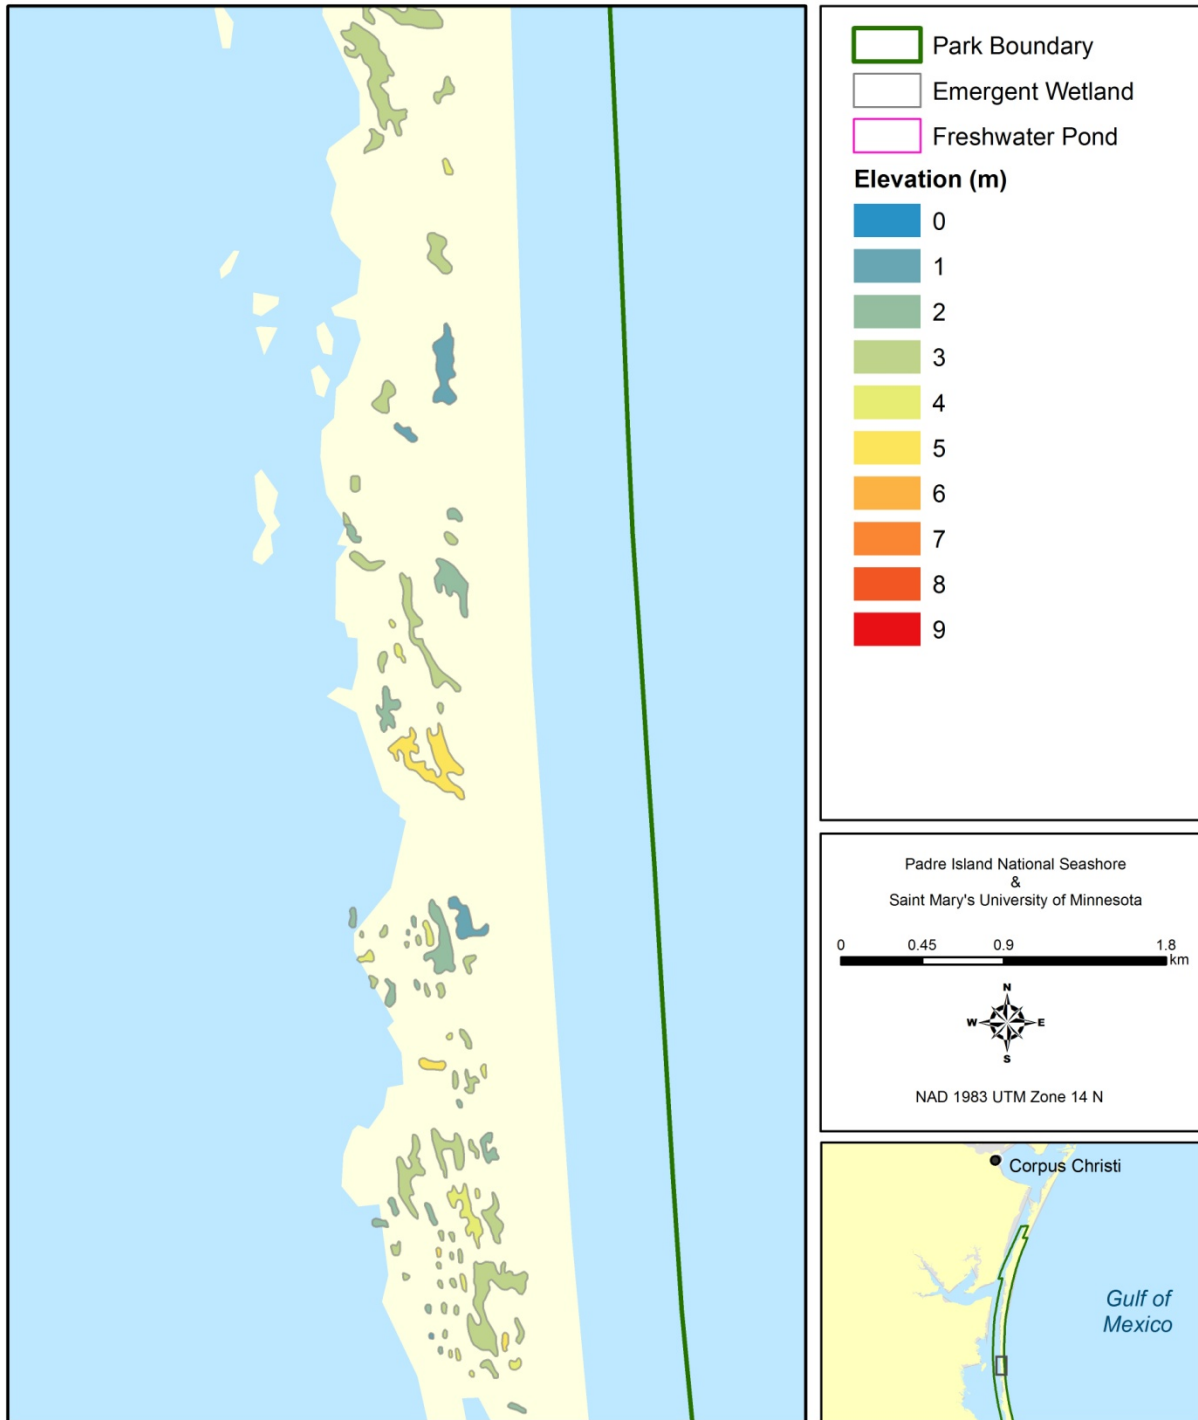 Park Boundary
Emergent Wetland
Freshwater Pond
Elevation (m)
0
1
2
3
4
5
6
7
8
9
Padre Island National Seashore
&
Saint Mary's University of Minnesota
0 0.45 0.9 1.8
km
N
W E
S
NAD 1983 UTM Zone 14 N
Corpus Christi
Gulf of
Mexico